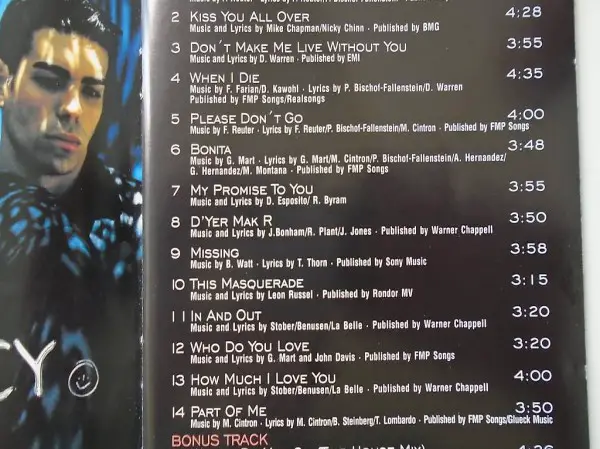 2 KISS YOU ALL OVER 4:28
Music and Lyrics by Mike Chapman/Nicky Chinn · Published by BMG
3 DON´T MAKE ME LIVE WITHOUT YOU 3:55
Music and Lyrics by D. Warren · Published by EMI
4 WHEN I DIE 4:35
Music by F. Farian/D. Kawohl · Lyrics by P. Bischof-Fallenstein/D. Warren
Published by FMP Songs/Realsongs
5 PLEASE DON´T GO 4:00
Music by F. Reuter · Lyrics by F. Reuter/P. Bischof-Fallenstein/M. Cintron · Published by FMP Songs
6 BONITA 3:48
Music by G. Mart · Lyrics by G. Mart/M. Cintron/P. Bischof-Fallenstein/A. Hernandez/
G. Hernandez/M. Montana · Published by FMP Songs
7 MY PROMISE TO YOU 3:55
Music and Lyrics by D. Esposito/ R. Byram
8 D'YER MAK R 3:50
Music and Lyrics by J.Bonham/R. Plant/J. Jones · Published by Warner Chappell
9 MISSING 3:58
Music by B. Watt · Lyrics by T. Thorn · Published by Sony Music
10 THIS MASQUERADE 3:15
Music and Lyrics by Leon Russel · Published by Rondor MV
11 IN AND OUT 3:20
Music and Lyrics by Stober/Benusen/La Belle · Published by Warner Chappell
12 WHO DO YOU LOVE 3:20
Music and Lyrics by G. Mart and John Davis · Published by FMP Songs
13 HOW MUCH I LOVE YOU 4:00
Music and Lyrics by Stober/Benusen/La Belle · Published by Warner Chappell
14 PART OF ME 3:50
Music by M. Cintron · Lyrics by M. Cintron/B. Steinberg/T. Lombardo · Published by FMP Songs/Glueck Music
BONUS TRACK
CY